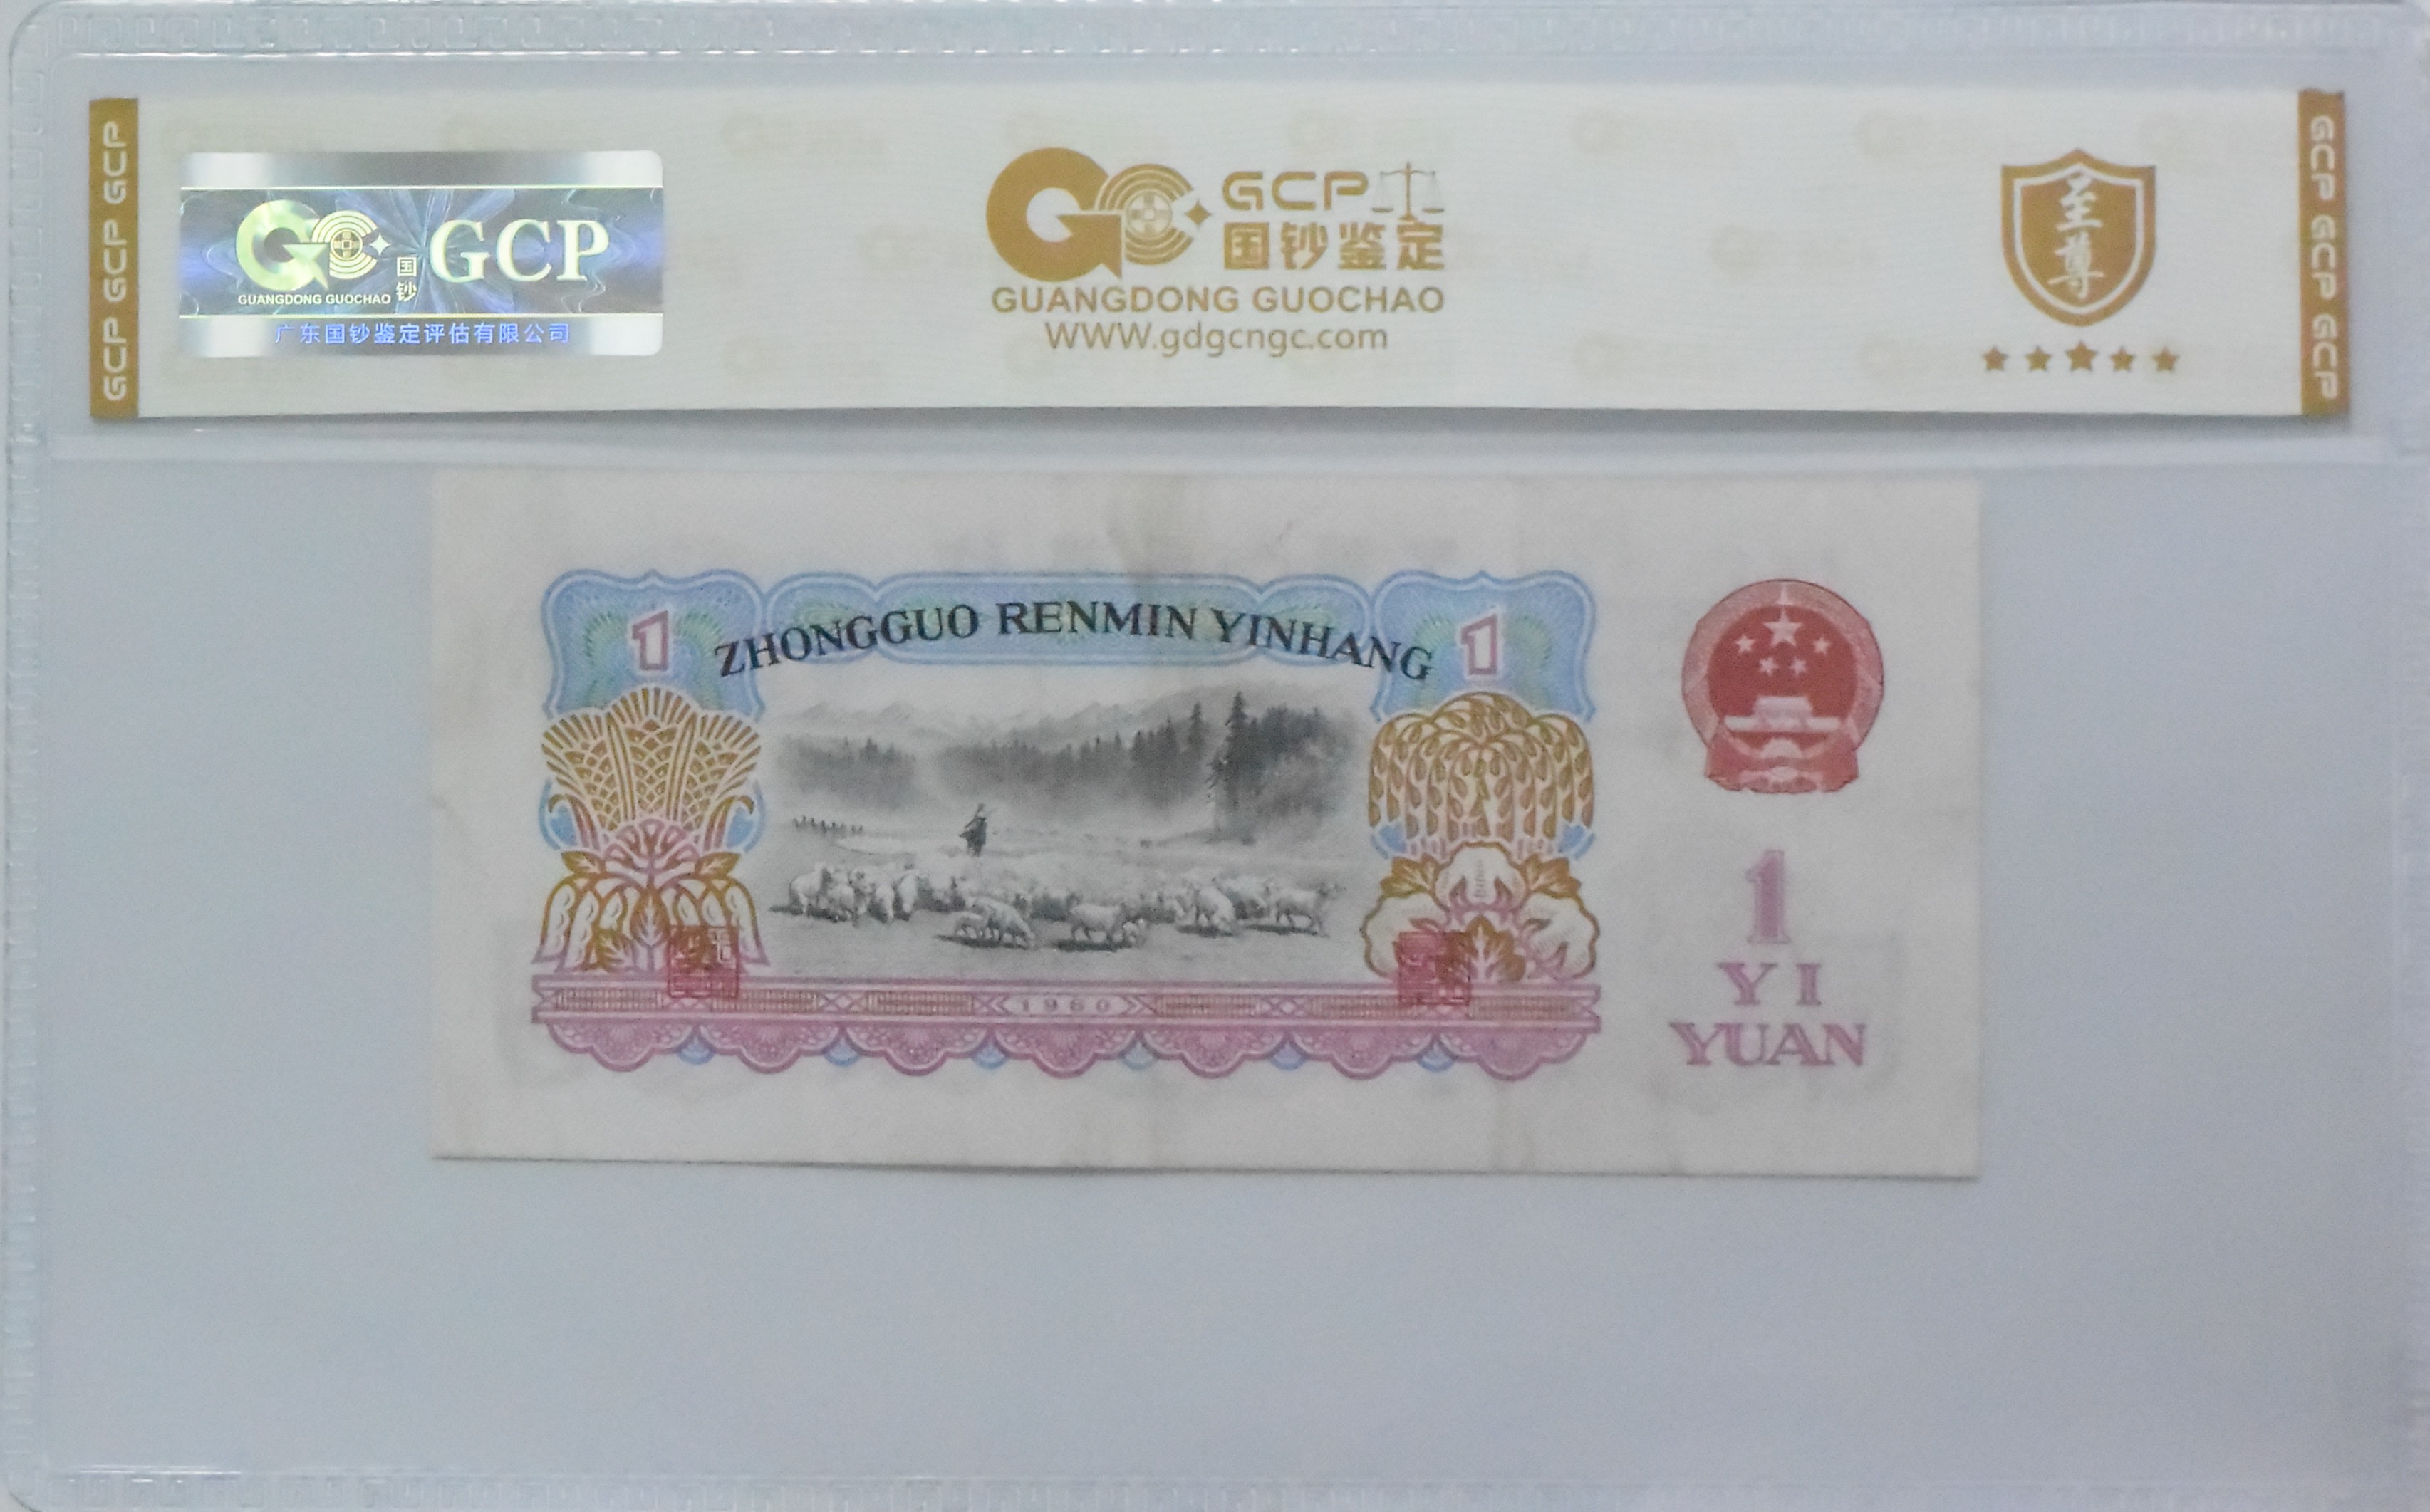 GCP GCP GCP
GCP
国钞
GUANGDONG GUOCHAO
广东国钞鉴定评估有限公司
GCP
国钞鉴定
GUANGDONG GUOCHAO
WWW.gdgcngc.com
至尊
GCP GCP GCP
ZHONGGUO RENMIN YINHANG
1
1
1
YI
YUAN
1960